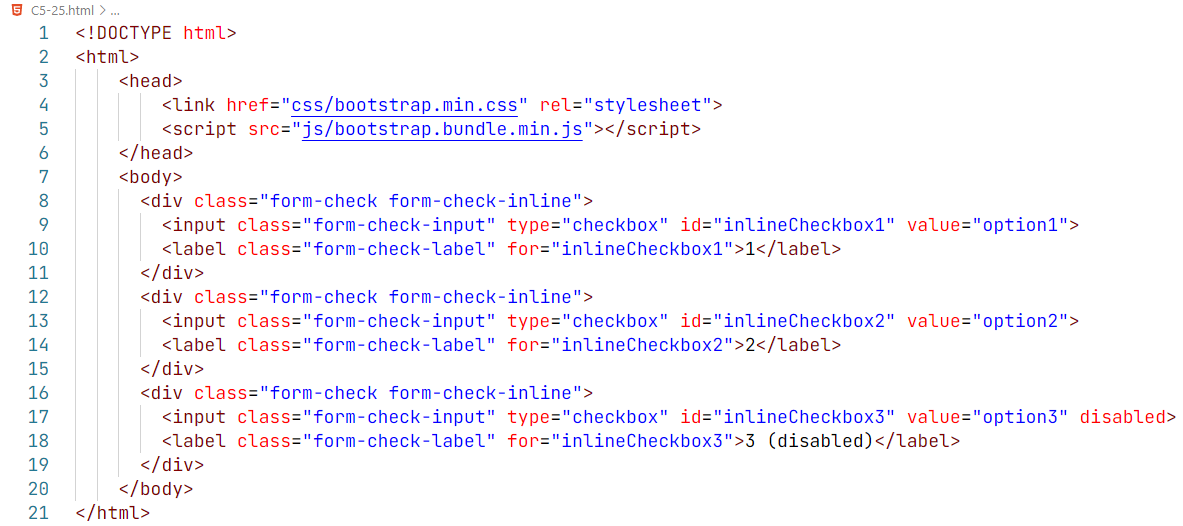 C5-25.html > ...
1 <!DOCTYPE html>
2 <html>
3     <head>
4         <link href="css/bootstrap.min.css" rel="stylesheet">
5         <script src="js/bootstrap.bundle.min.js"></script>
6     </head>
7     <body>
8       <div class="form-check form-check-inline">
9         <input class="form-check-input" type="checkbox" id="inlineCheckbox1" value="option1">
10         <label class="form-check-label" for="inlineCheckbox1">1</label>
11       </div>
12       <div class="form-check form-check-inline">
13         <input class="form-check-input" type="checkbox" id="inlineCheckbox2" value="option2">
14         <label class="form-check-label" for="inlineCheckbox2">2</label>
15       </div>
16       <div class="form-check form-check-inline">
17         <input class="form-check-input" type="checkbox" id="inlineCheckbox3" value="option3" disabled>
18         <label class="form-check-label" for="inlineCheckbox3">3 (disabled)</label>
19       </div>
20     </body>
21 </html>